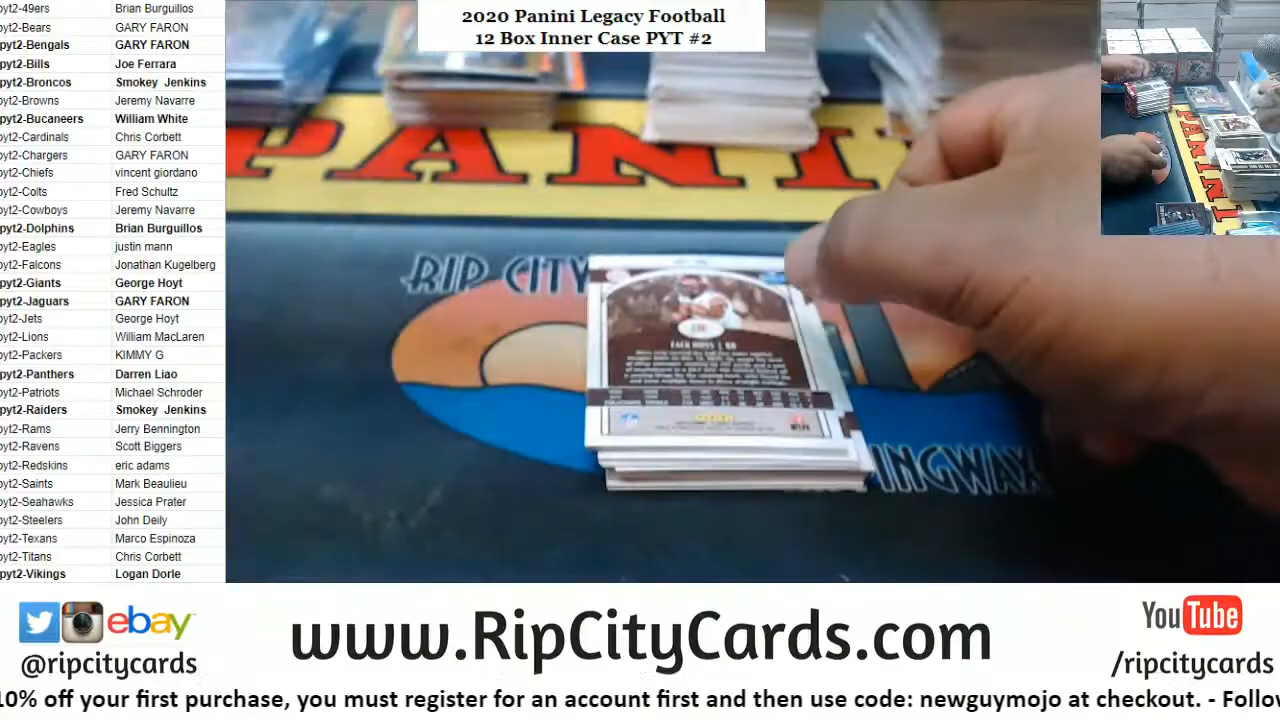 2020 Panini Legacy Football
12 Box Inner Case PYT #2
pyt2-49ers Brian Burguillos
pyt2-Bears GARY FARON
pyt2-Bengals GARY FARON
pyt2-Bills Joe Ferrara
pyt2-Broncos Smokey Jenkins
pyt2-Browns Jeremy Navarre
pyt2-Bucaneers William White
pyt2-Cardinals Chris Corbett
pyt2-Chargers GARY FARON
pyt2-Chiefs vincent giordano
pyt2-Colts Fred Schultz
pyt2-Cowboys Jeremy Navarre
pyt2-Dolphins Brian Burguillos
pyt2-Eagles justin mann
pyt2-Falcons Jonathan Kugelberg
pyt2-Giants George Hoyt
pyt2-Jaguars GARY FARON
pyt2-Jets George Hoyt
pyt2-Lions William MacLaren
pyt2-Packers KIMMY G
pyt2-Panthers Darren Liao
pyt2-Patriots Michael Schroder
pyt2-Raiders Smokey Jenkins
pyt2-Rams Jerry Bennington
pyt2-Ravens Scott Biggers
pyt2-Redskins eric adams
pyt2-Saints Mark Beaulieu
pyt2-Seahawks Jessica Prater
pyt2-Steelers John Deily
pyt2-Texans Marco Espinoza
pyt2-Titans Chris Corbett
pyt2-Vikings Logan Dorle
PANINI
RIP CITY
ZACK MOSS | RB
INGWAX
ebay
@ripcitycards
www.RipCityCards.com
YouTube
/ripcitycards
10% off your first purchase, you must register for an account first and then use code: newguymojo at checkout. - Follow